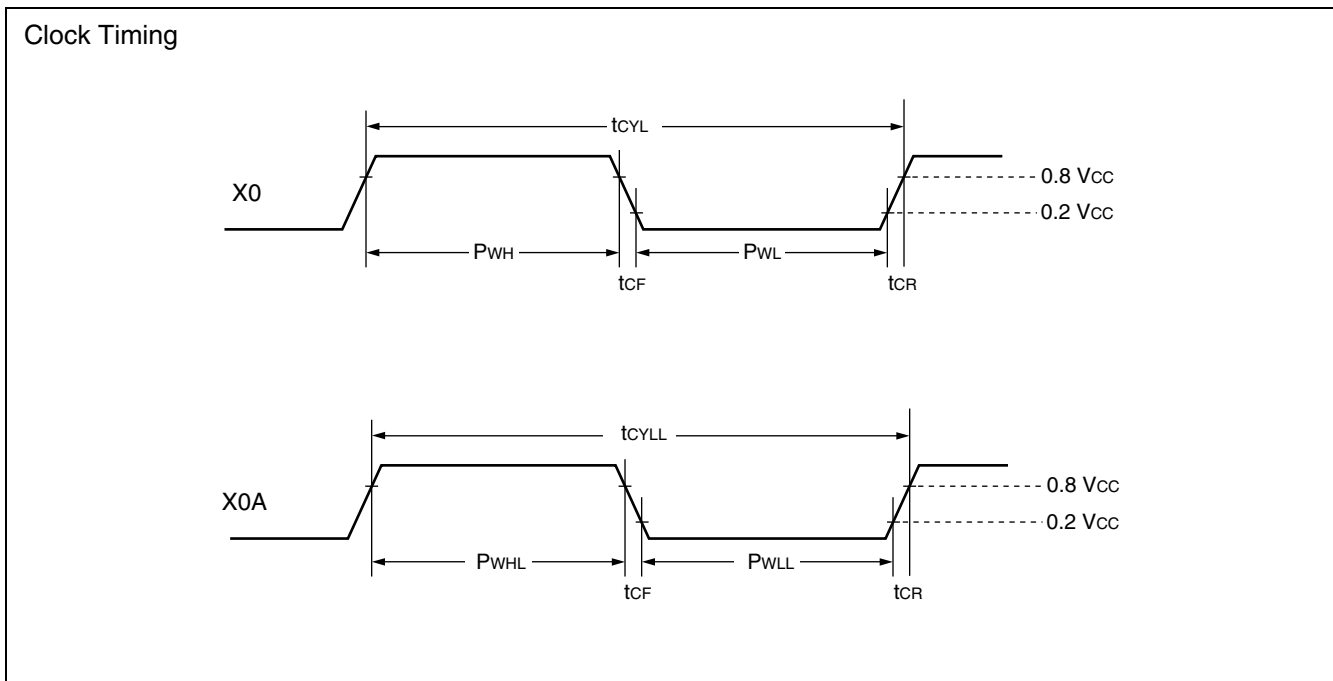 Clock Timing
tCYL
X0
0.8 VCC
0.2 VCC
PWH
PWL
tCF
tCR
tCYLL
X0A
0.8 VCC
0.2 VCC
PWHL
PWLL
tCF
tCR